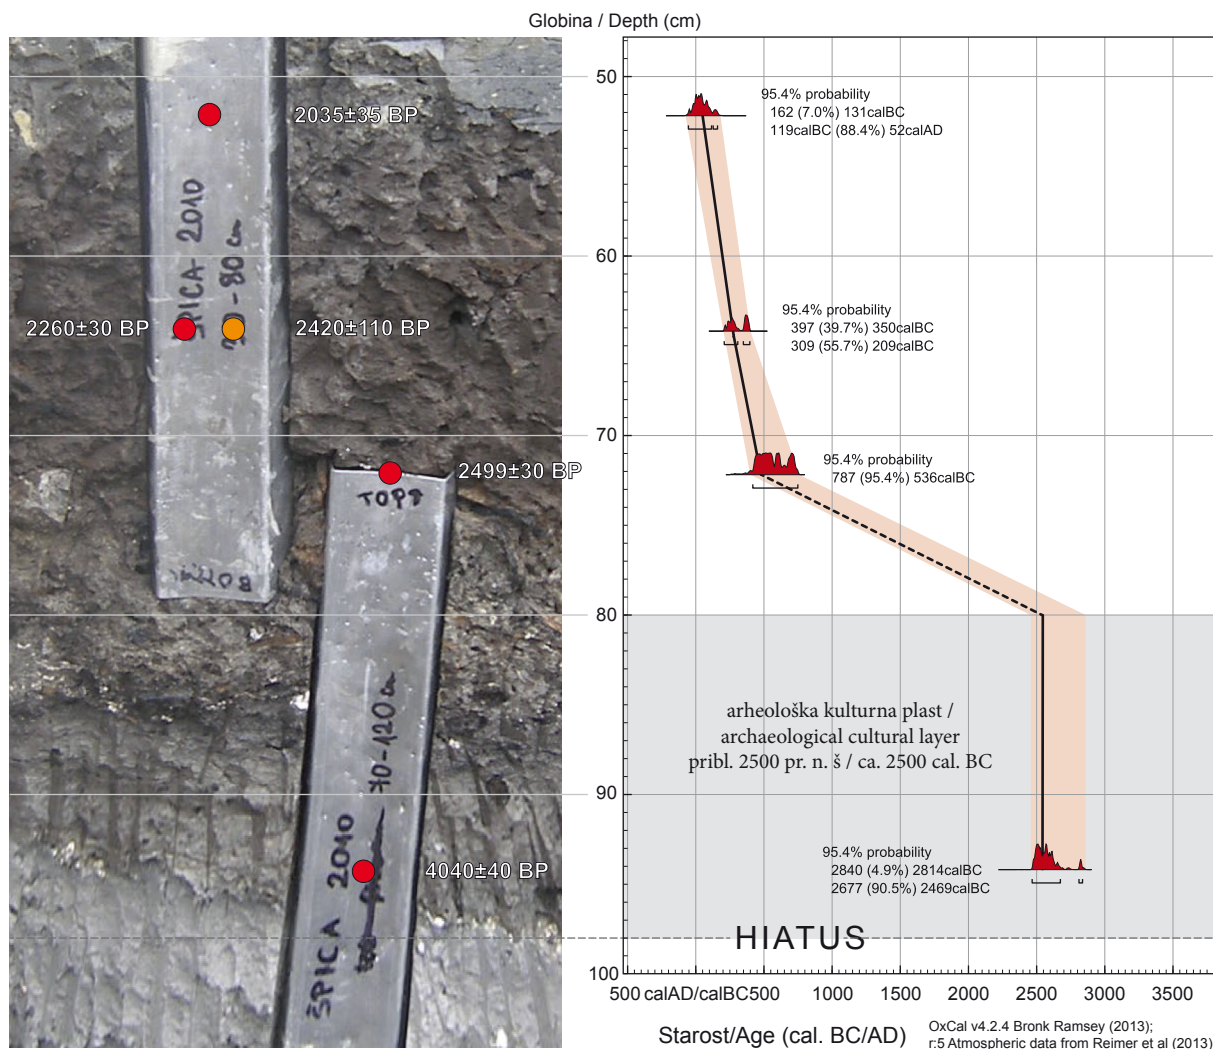 Globina / Depth (cm)
2035±35 BP
ŠPICA 2010
2260±30 BP
2420±110 BP
2499±30 BP
TOP
70-120 cm
ŠPICA 2010
4040±40 BP
50
60
70
80
90
100
95.4% probability
162 (7.0%) 131calBC
119calBC (88.4%) 52calAD
95.4% probability
397 (39.7%) 350calBC
309 (55.7%) 209calBC
95.4% probability
787 (95.4%) 536calBC
arheološka kulturna plast /
archaeological cultural layer
pribl. 2500 pr. n. š / ca. 2500 cal. BC
95.4% probability
2840 (4.9%) 2814calBC
2677 (90.5%) 2469calBC
HIATUS
500 calAD/calBC500 1000 1500 2000 2500 3000 3500
Starost/Age (cal. BC/AD)
OxCal v4.2.4 Bronk Ramsey (2013);
r:5 Atmospheric data from Reimer et al (2013)